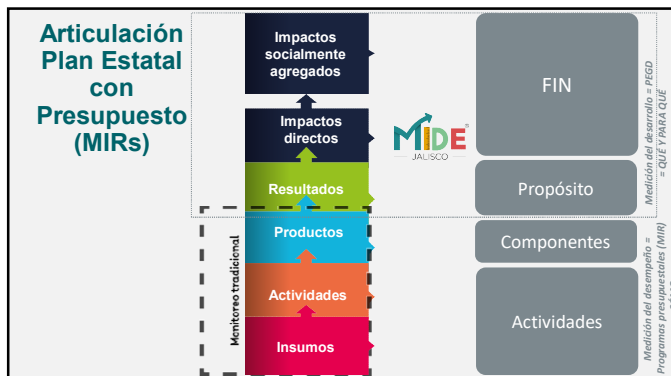 Articulación
Plan Estatal
con
Presupuesto
(MIRs)
Impactos
socialmente
agregados
Impactos
directos
Resultados
Productos
Actividades
Insumos
Monitoreo tradicional
MIDE
JALISCO
FIN
Propósito
Componentes
Actividades
Medición del desarrollo = PEGD
= QUÉ Y PARA QUÉ
Medición del desempeño =
Programas presupuestales (MIR)